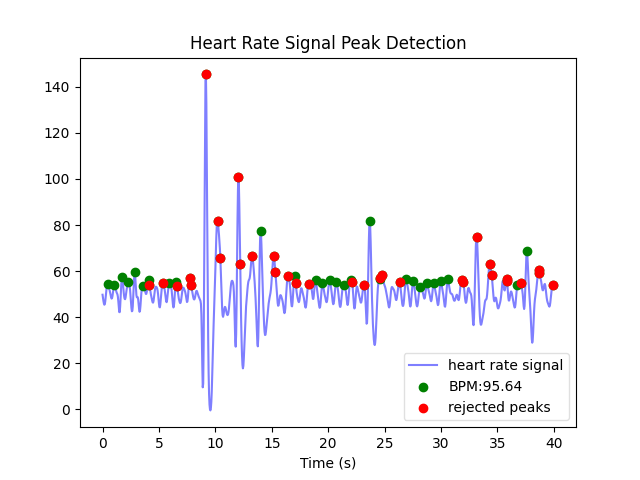 Heart Rate Signal Peak Detection
140
120
100
80
60
40
20
0
heart rate signal
BPM:95.64
rejected peaks
0 5 10 15 20 25 30 35 40
Time (s)